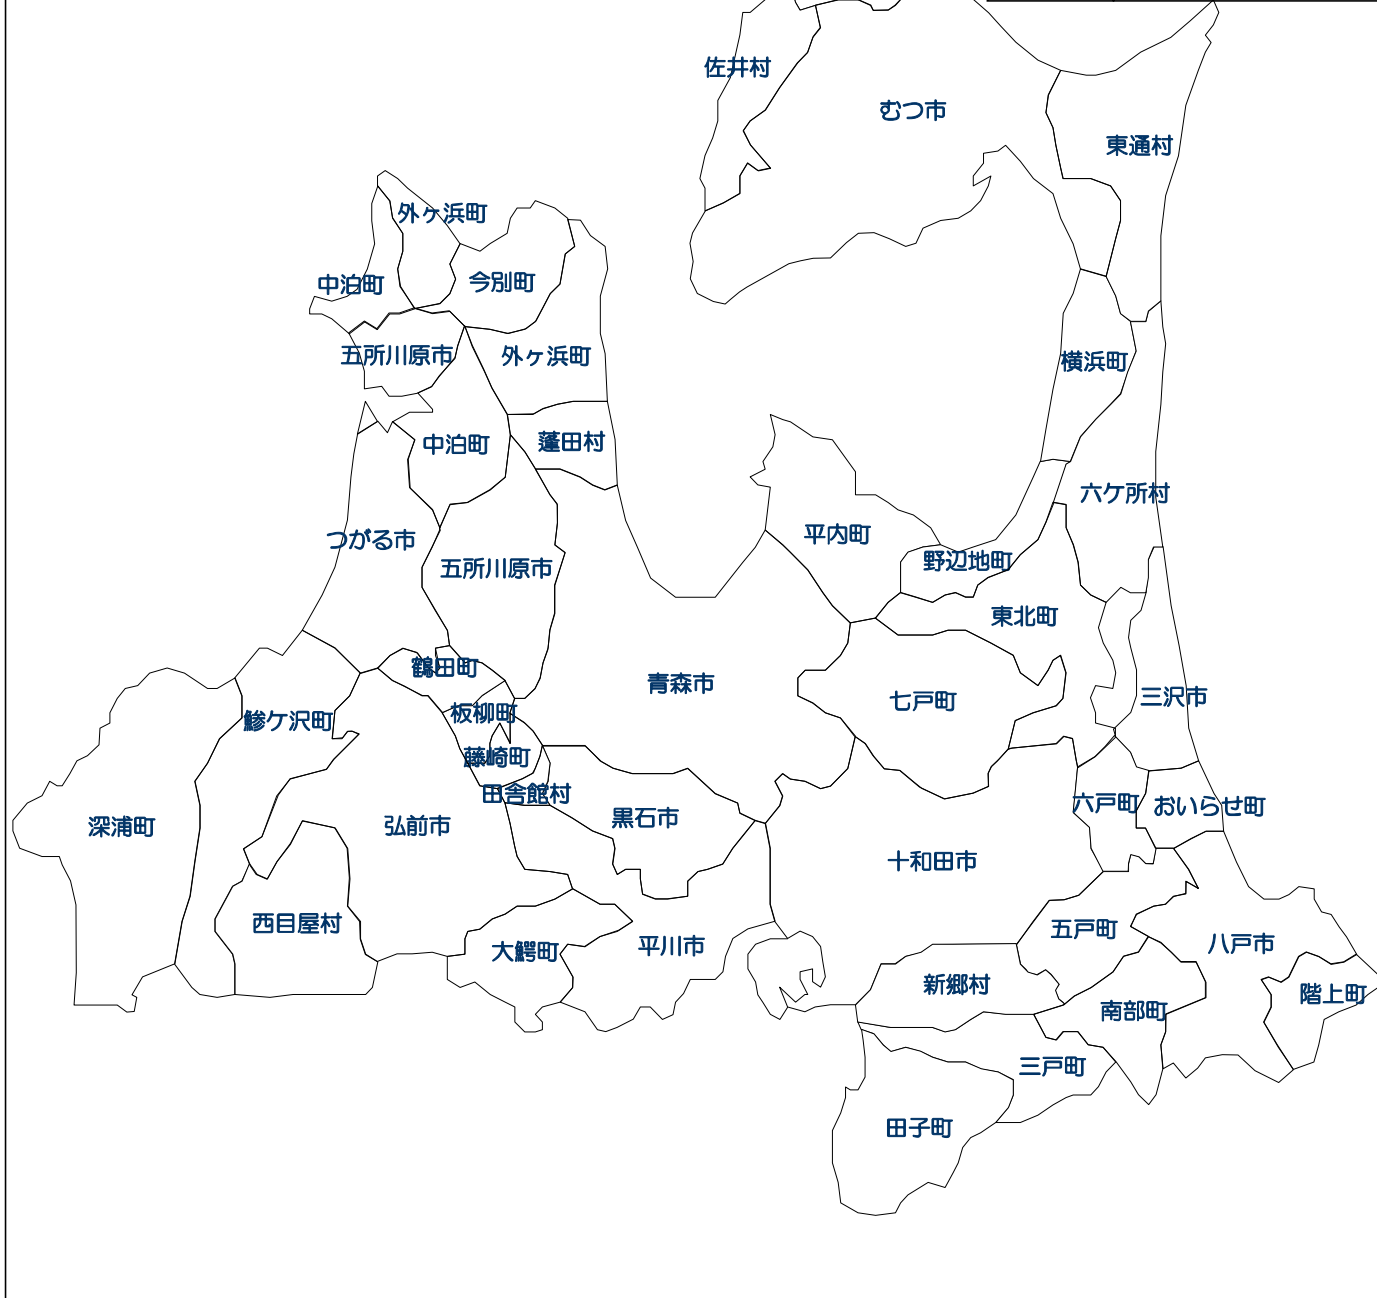 佐井村
むつ市
東通村
外ヶ浜町
中泊町
今別町
五所川原市
外ヶ浜町
横浜町
中泊町
蓬田村
六ケ所村
つがる市
平内町
五所川原市
野辺地町
東北町
鶴田町
青森市
三沢市
七戸町
板柳町
鰺ケ沢町
藤崎町
田舎館村
六戸町
おいらせ町
深浦町
弘前市
黒石市
十和田市
西目屋村
五戸町
大鰐町
平川市
八戸市
新郷村
階上町
南部町
三戸町
田子町